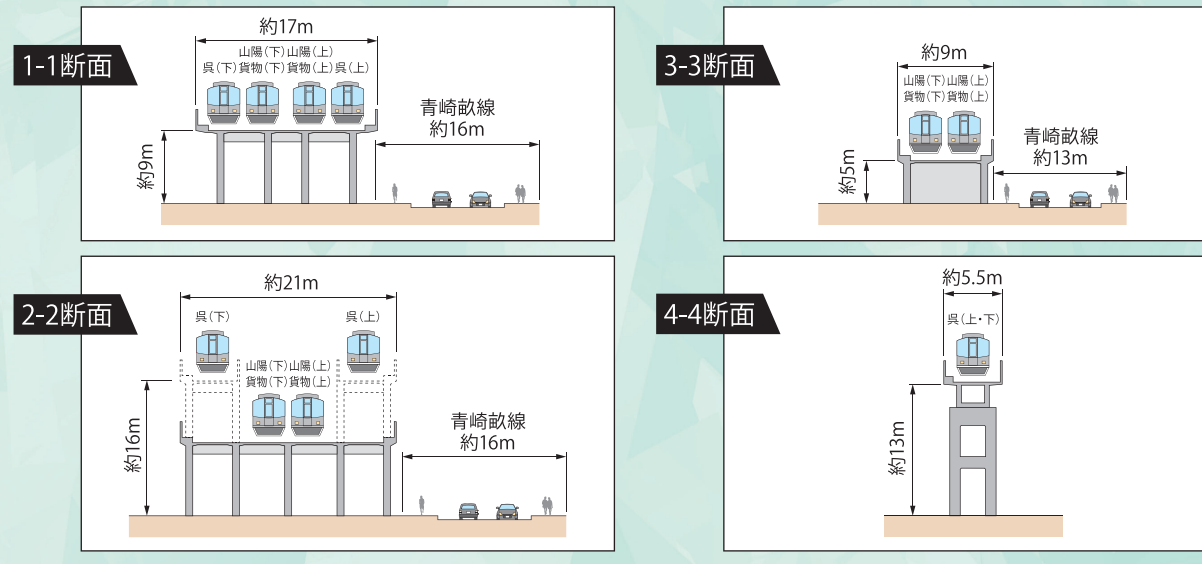 1-1断面
約17m
山陽(下)山陽(上)
呉(下)貨物(下)貨物(上)呉(上)
青崎畝線
約16m
約9m
2-2断面
約21m
呉(下)
呉(上)
山陽(下)山陽(上)
貨物(下)貨物(上)
青崎畝線
約16m
約16m
3-3断面
約9m
山陽(下)山陽(上)
貨物(下)貨物(上)
青崎畝線
約13m
約5m
4-4断面
約5.5m
呉(上・下)
約13m